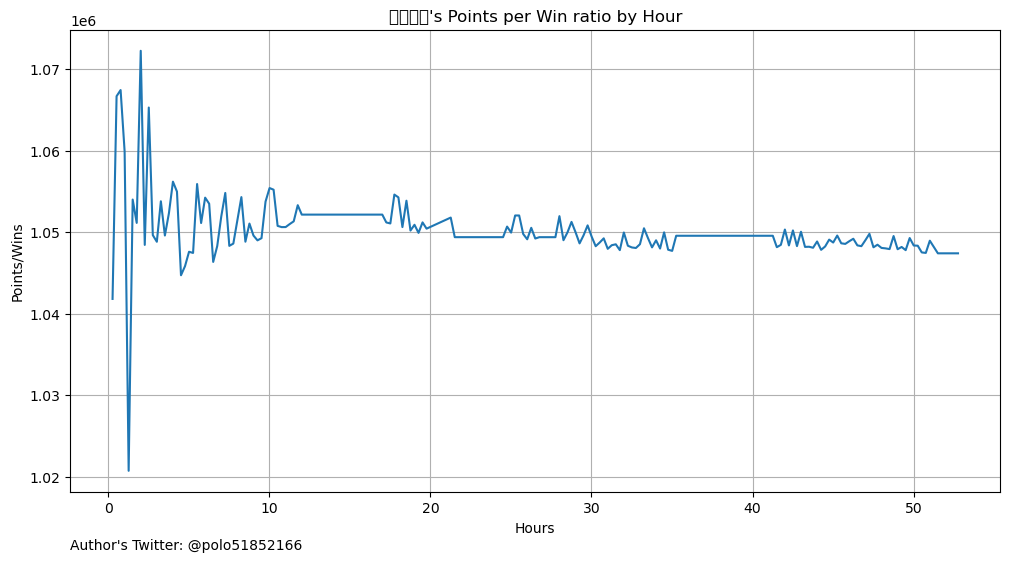 's Points per Win ratio by Hour
1e6
1.07
1.06
1.05
1.04
1.03
1.02
Points/Wins
0 10 20 30 40 50
Hours
Author's Twitter: @polo51852166